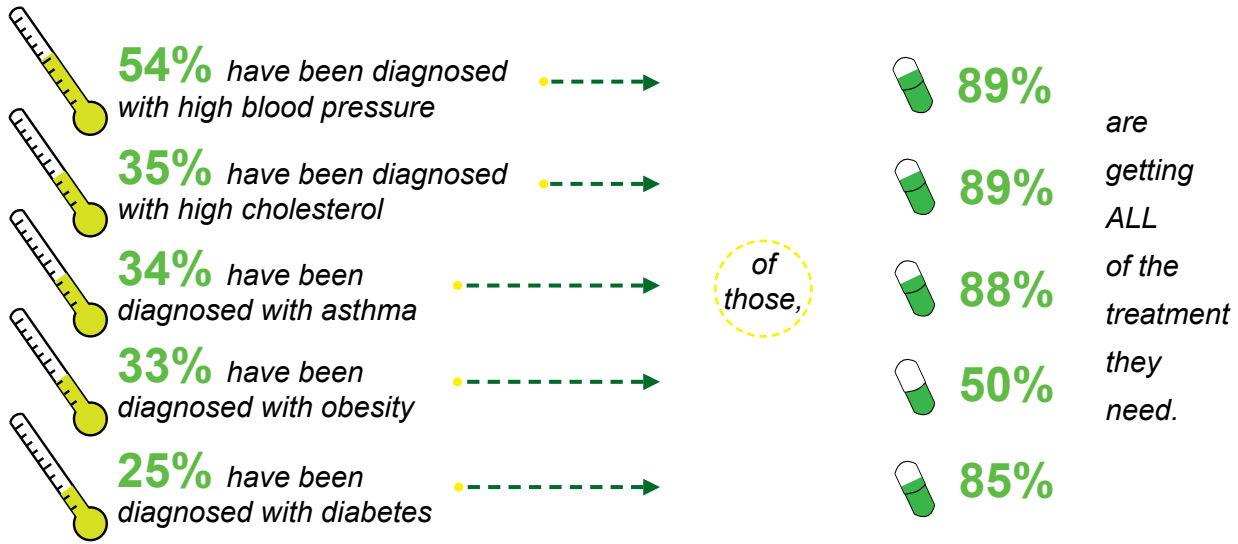 54% have been diagnosed
with high blood pressure
89%
35% have been diagnosed
with high cholesterol
89%
34% have been
diagnosed with asthma
88%
33% have been
diagnosed with obesity
50%
25% have been
diagnosed with diabetes
85%
of
those,
are
getting
ALL
of the
treatment
they
need.